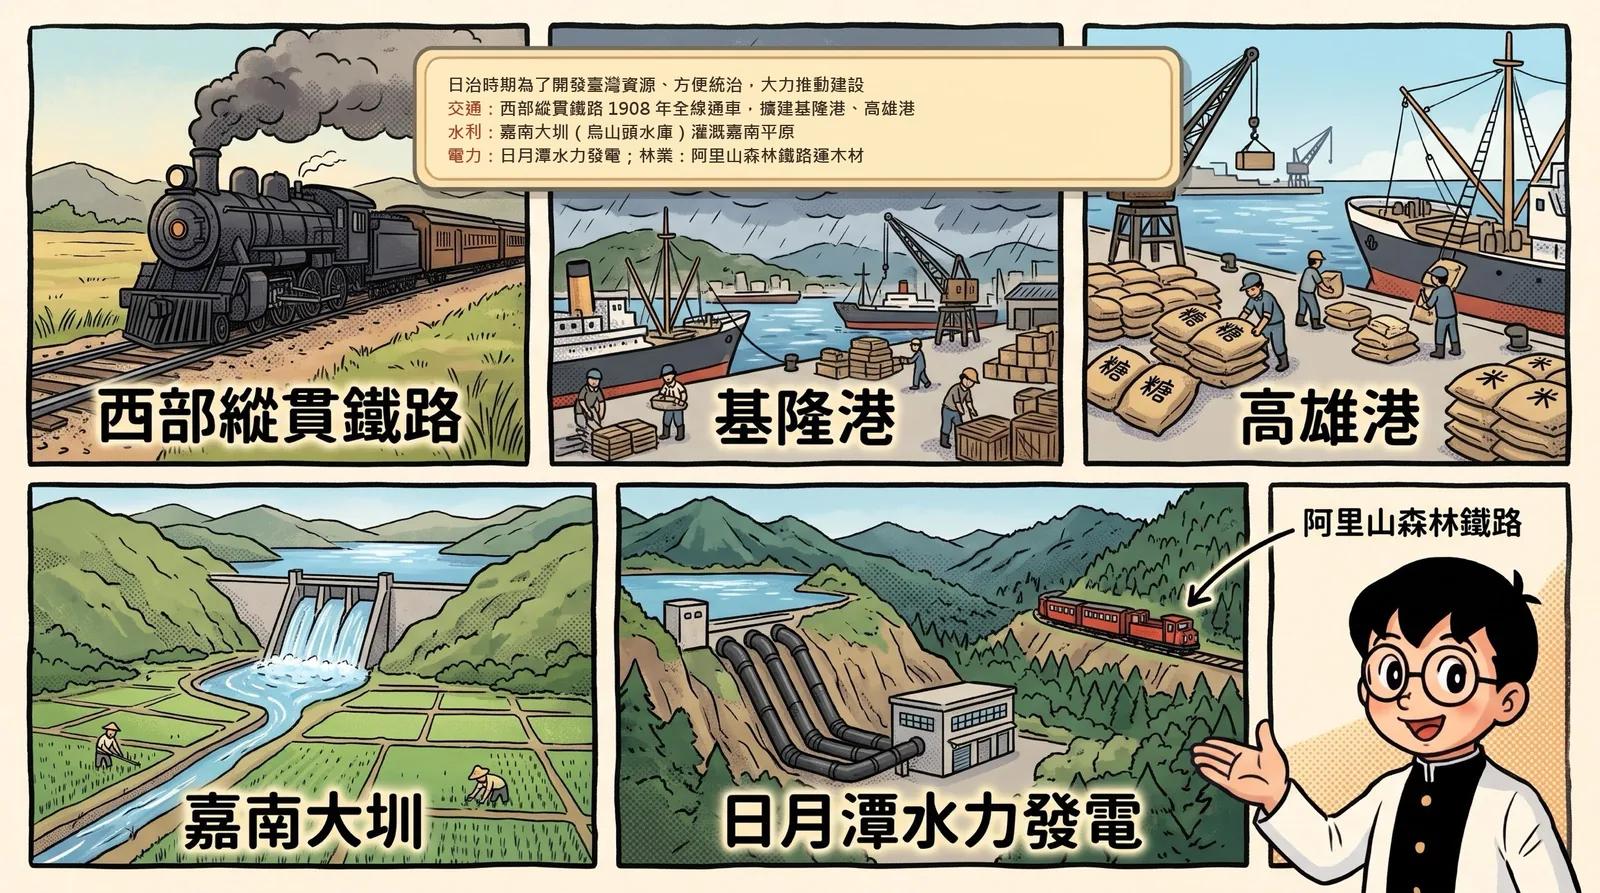 日治時期為了開發臺灣資源、方便統治，大力推動建設
交通：西部縱貫鐵路 1908 年全線通車，擴建基隆港、高雄港
水利：嘉南大圳（烏山頭水庫）灌溉嘉南平原
電力：日月潭水力發電；林業：阿里山森林鐵路運木材
西部縱貫鐵路
基隆港
糖
糖
糖
糖
米
米
高雄港
嘉南大圳
日月潭水力發電
阿里山森林鐵路